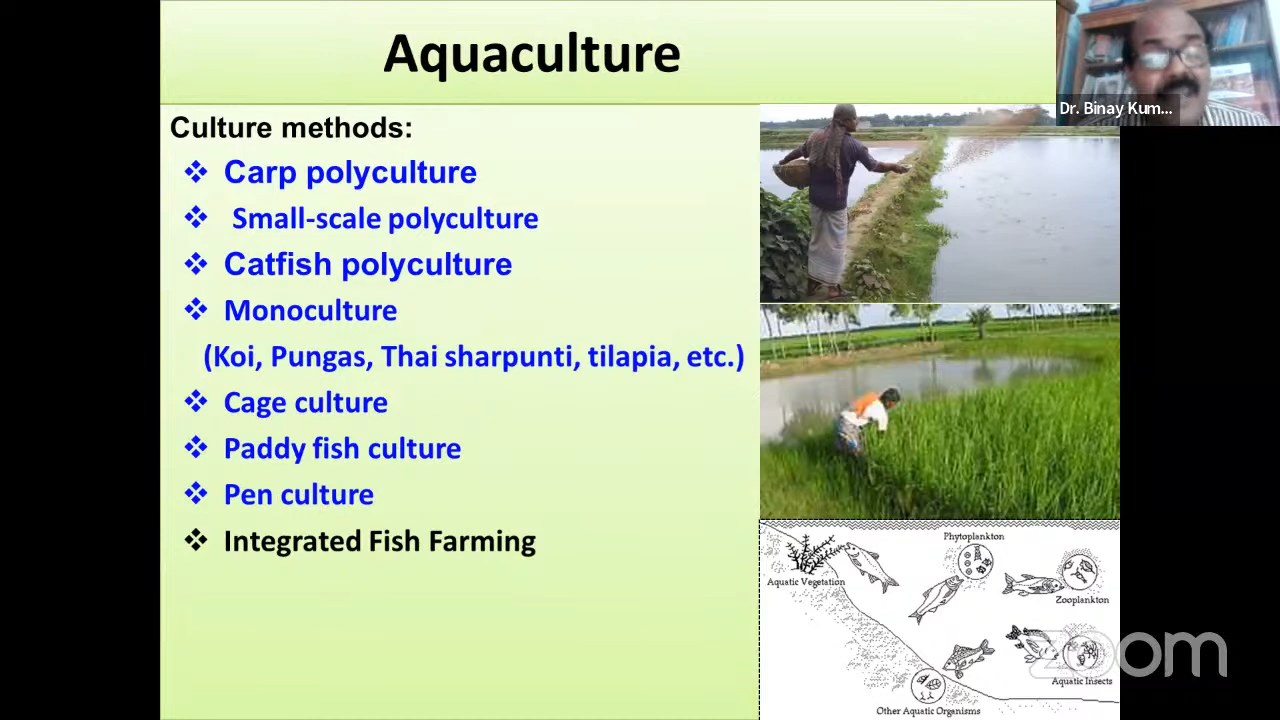 Aquaculture
Dr. Binay Kum...
Culture methods:
Carp polyculture
Small-scale polyculture
Catfish polyculture
Monoculture
(Koi, Pungas, Thai sharpunti, tilapia, etc.)
Cage culture
Paddy fish culture
Pen culture
Integrated Fish Farming
Phytoplankton
Aquatic Vegetation
Zooplankton
Aquatic Insects
Other Aquatic Organisms
zoom